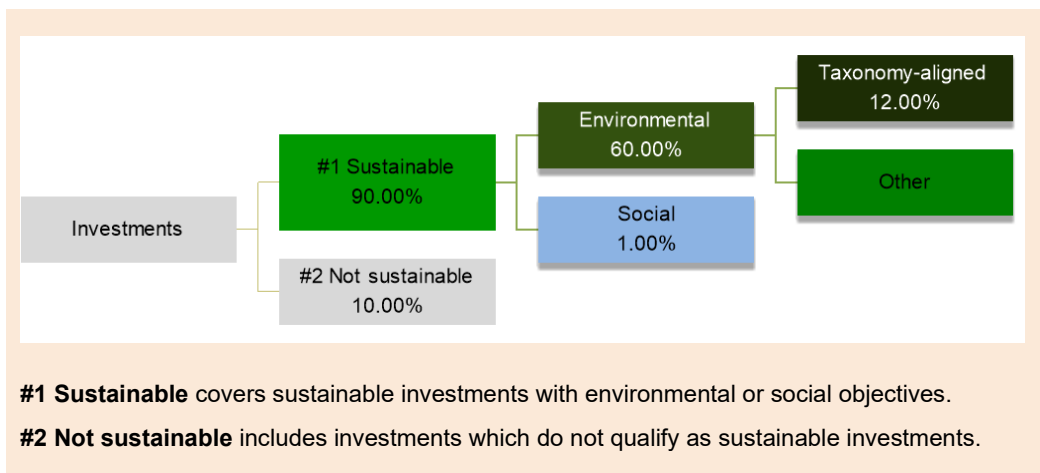 Investments
#1 Sustainable
90.00%
#2 Not sustainable
10.00%
Environmental
60.00%
Social
1.00%
Taxonomy-aligned
12.00%
Other
#1 Sustainable covers sustainable investments with environmental or social objectives.
#2 Not sustainable includes investments which do not qualify as sustainable investments.